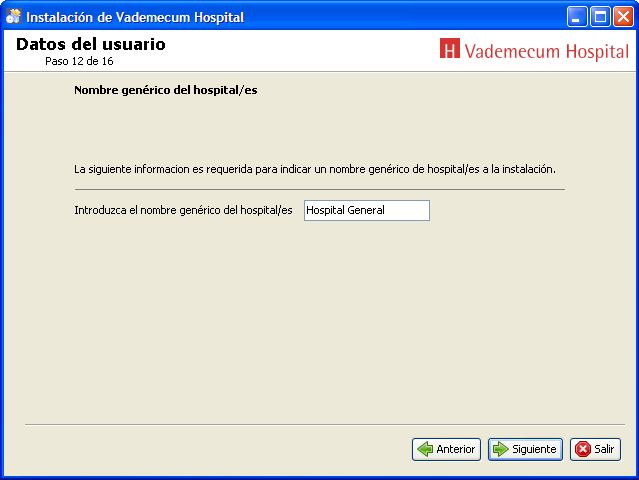 Instalación de Vademecum Hospital
Datos del usuario
Paso 12 de 16
H Vademecum Hospital
Nombre genérico del hospital/es
La siguiente informacion es requerida para indicar un nombre genérico de hospital/es a la instalación.
Introduzca el nombre genérico del hospital/es Hospital General
Anterior Siguiente Salir